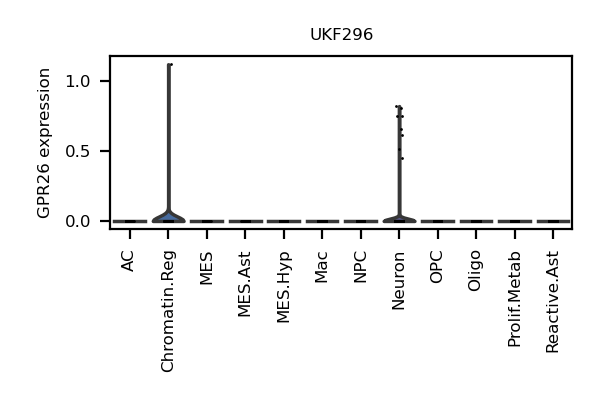 UKF296
GPR26 expression
1.0
0.5
0.0
AC
Chromatin.Reg
MES
MES.Ast
MES.Hyp
Mac
NPC
Neuron
OPC
Oligo
Prolif.Metab
Reactive.Ast